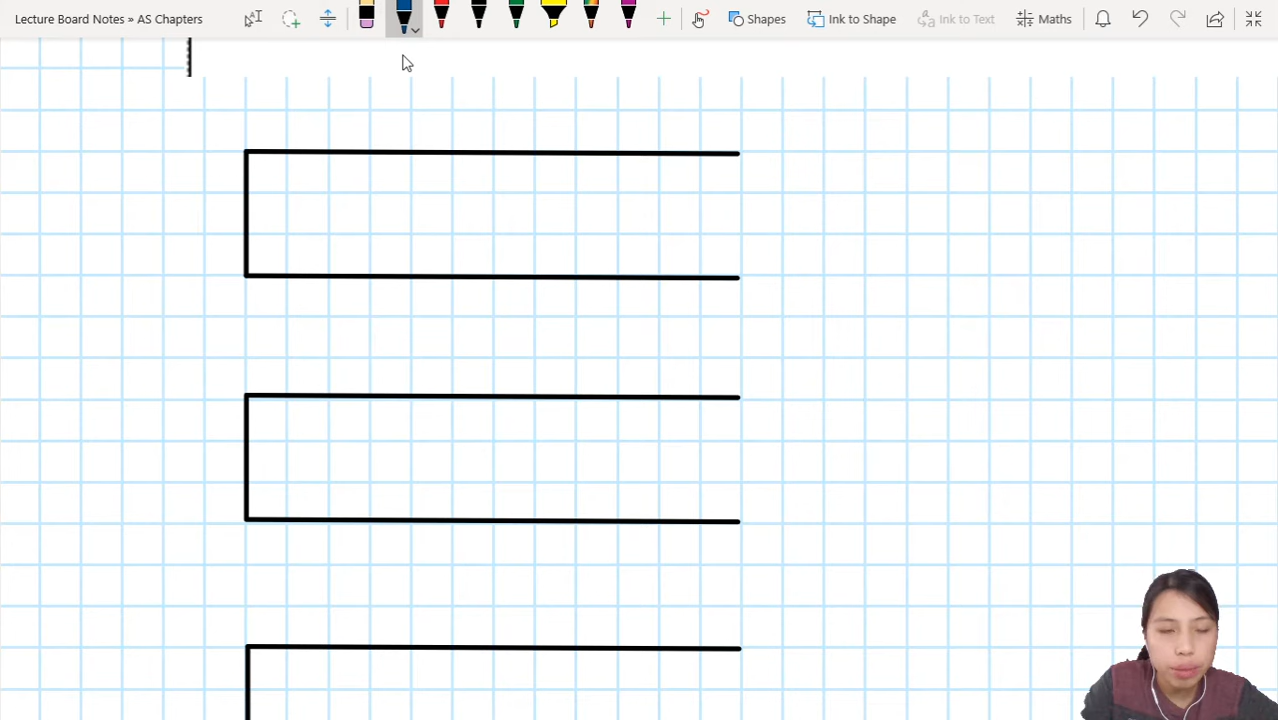 Lecture Board Notes » AS Chapters
Shapes
Ink to Shape
Ink to Text
Maths